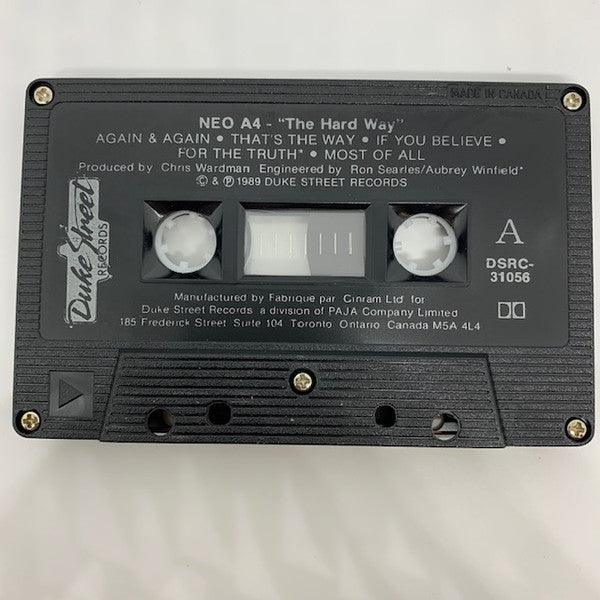 MADE IN CANADA
NEO A4 - "The Hard Way"
AGAIN & AGAIN • THAT'S THE WAY • IF YOU BELIEVE •
FOR THE TRUTH* • MOST OF ALL
Produced by Chris Wardman Engineered by Ron Searles/Aubrey Winfield*
© & ℗ 1989 DUKE STREET RECORDS
Duke Street
RECORDS
A
DSRC-
31056
Manufactured by Fabriqué par Cinram Ltd for
Duke Street Records a division of PAJA Company Limited
185 Frederick Street Suite 104 Toronto Ontario Canada M5A 4L4